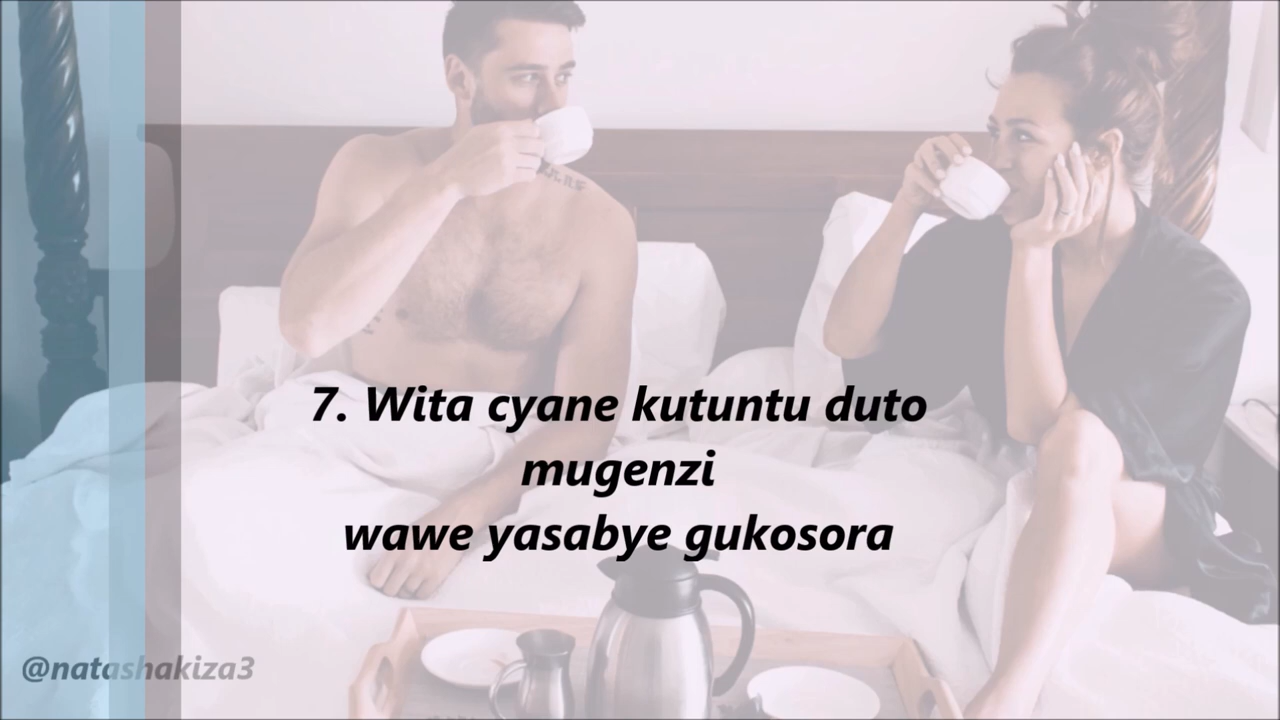 7. Wita cyane kutuntu duto
mugenzi
wawe yasabye gukosora
@natashakiza3